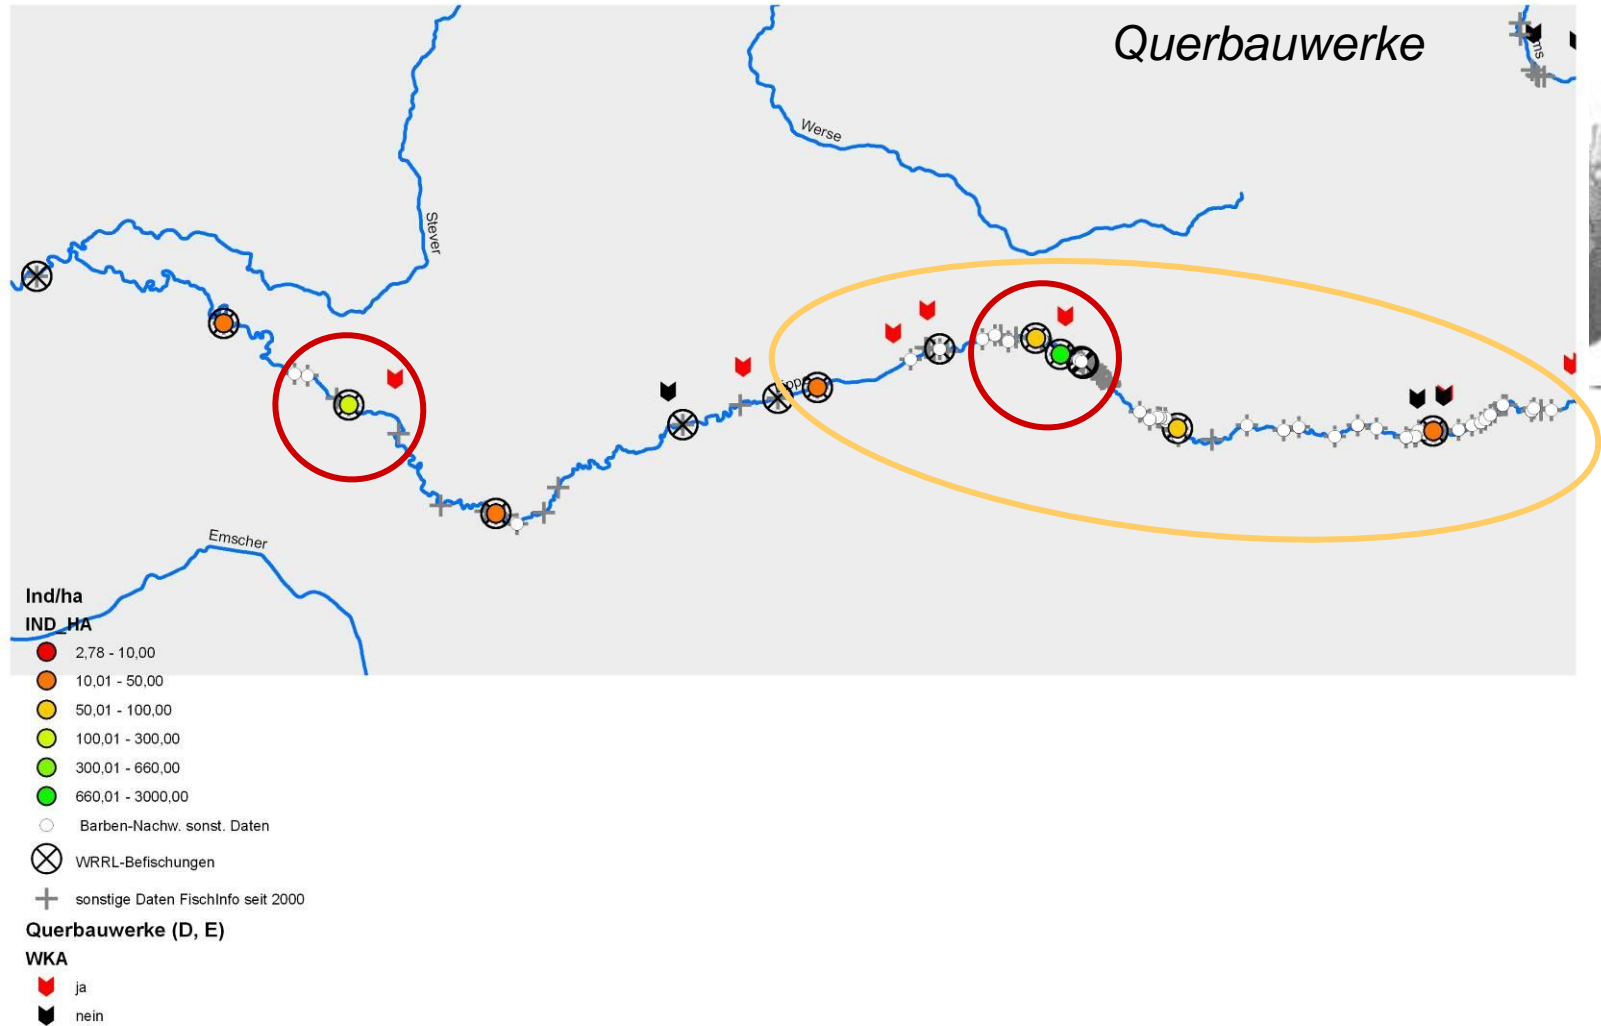 Querbauwerke
ms
Werse
Stever
ippe
Emscher
Ind/ha
IND_HA
2,78 - 10,00
10,01 - 50,00
50,01 - 100,00
100,01 - 300,00
300,01 - 660,00
660,01 - 3000,00
Barben-Nachw. sonst. Daten
WRRL-Befischungen
sonstige Daten FischInfo seit 2000
Querbauwerke (D, E)
WKA
ja
nein